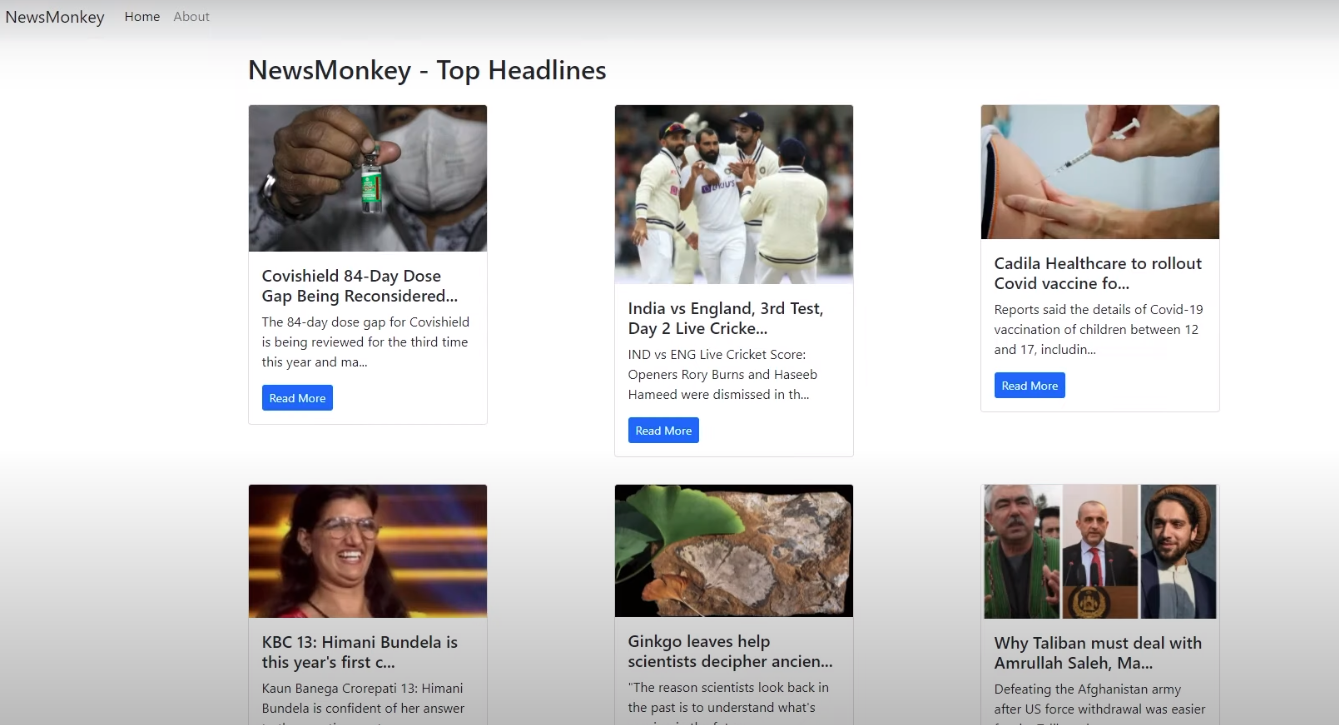 NewsMonkey Home About
NewsMonkey - Top Headlines
Covishield 84-Day Dose
Gap Being Reconsidered...
The 84-day dose gap for Covishield
is being reviewed for the third time
this year and ma...
Read More
India vs England, 3rd Test,
Day 2 Live Cricke...
IND vs ENG Live Cricket Score:
Openers Rory Burns and Haseeb
Hameed were dismissed in th...
Read More
Cadila Healthcare to rollout
Covid vaccine fo...
Reports said the details of Covid-19
vaccination of children between 12
and 17, includin...
Read More
KBC 13: Himani Bundela is
this year's first c...
Kaun Banega Crorepati 13: Himani
Bundela is confident of her answer
Ginkgo leaves help
scientists decipher ancien...
"The reason scientists look back in
the past is to understand what's
Why Taliban must deal with
Amrullah Saleh, Ma...
Defeating the Afghanistan army
after US force withdrawal was easier